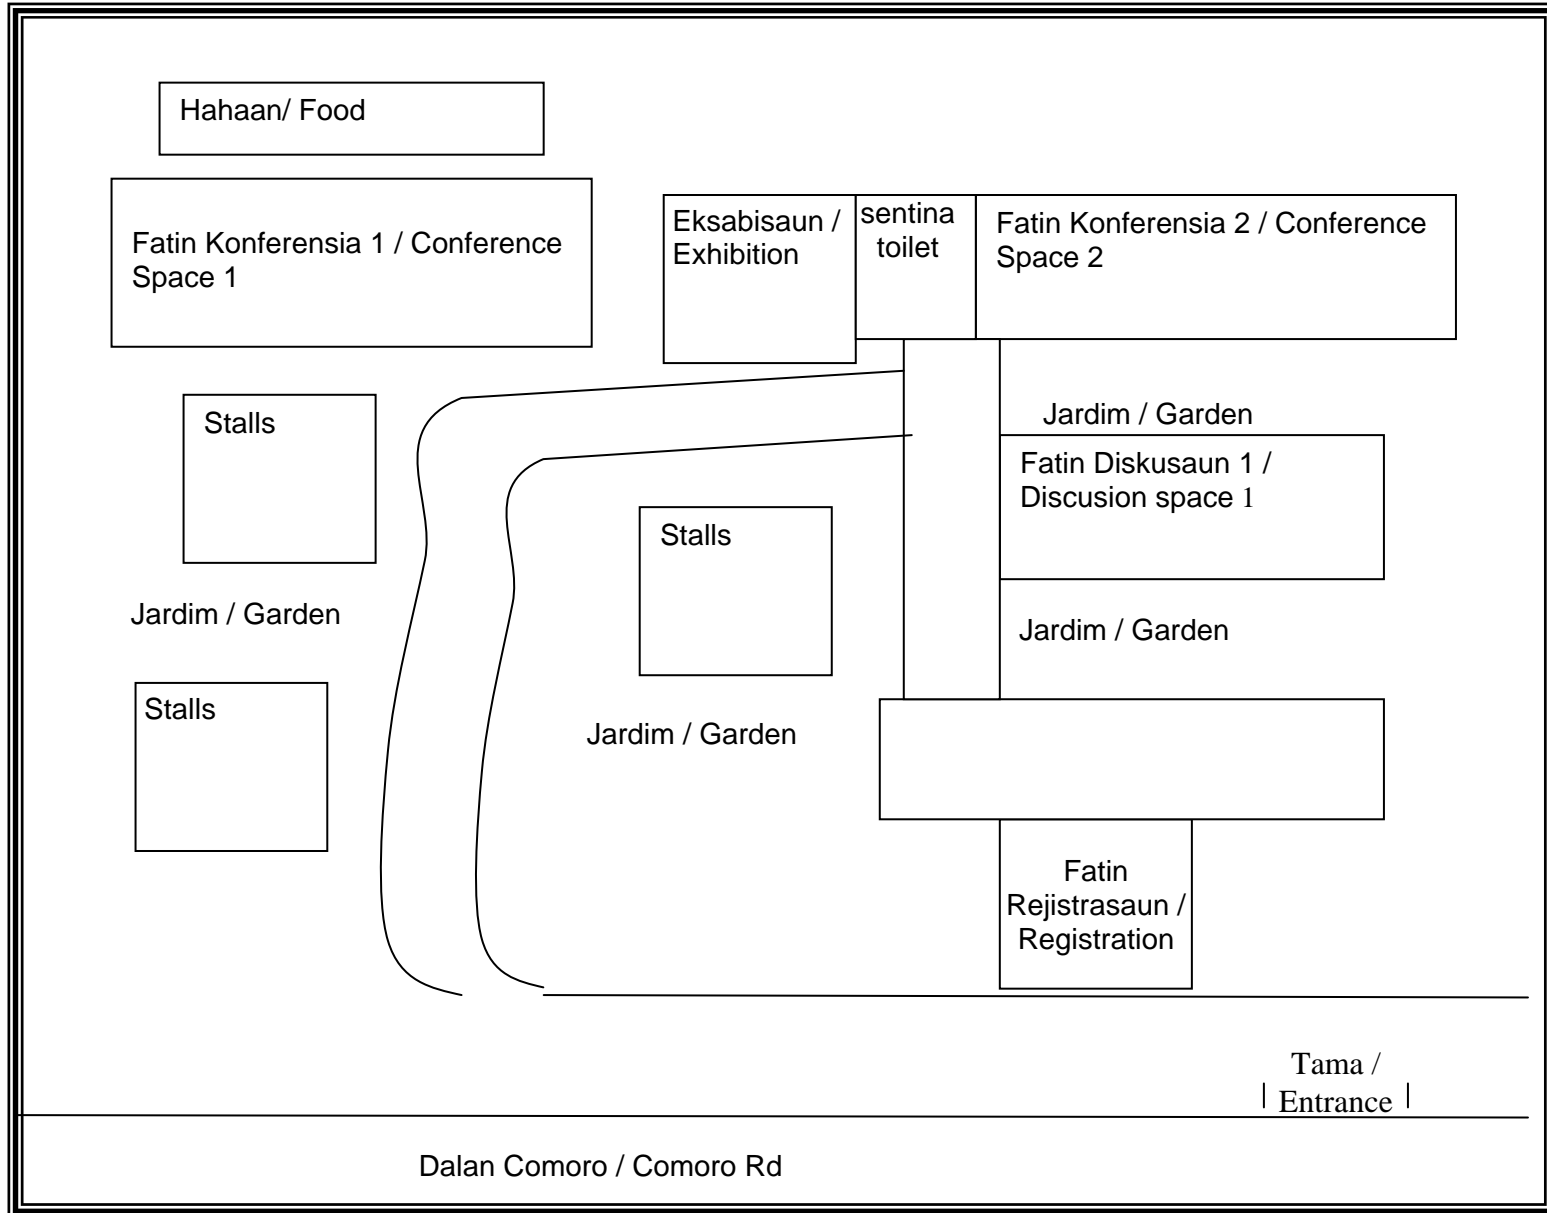 Hahaan/ Food
Fatin Konferensia 1 / Conference
Space 1
Eksabisaun /
Exhibition
sentina
toilet
Fatin Konferensia 2 / Conference
Space 2
Stalls
Jardim / Garden
Fatin Diskusaun 1 /
Discusion space 1
Stalls
Jardim / Garden
Jardim / Garden
Stalls
Jardim / Garden
Fatin
Rejistrasaun /
Registration
Tama /
Entrance
Dalan Comoro / Comoro Rd